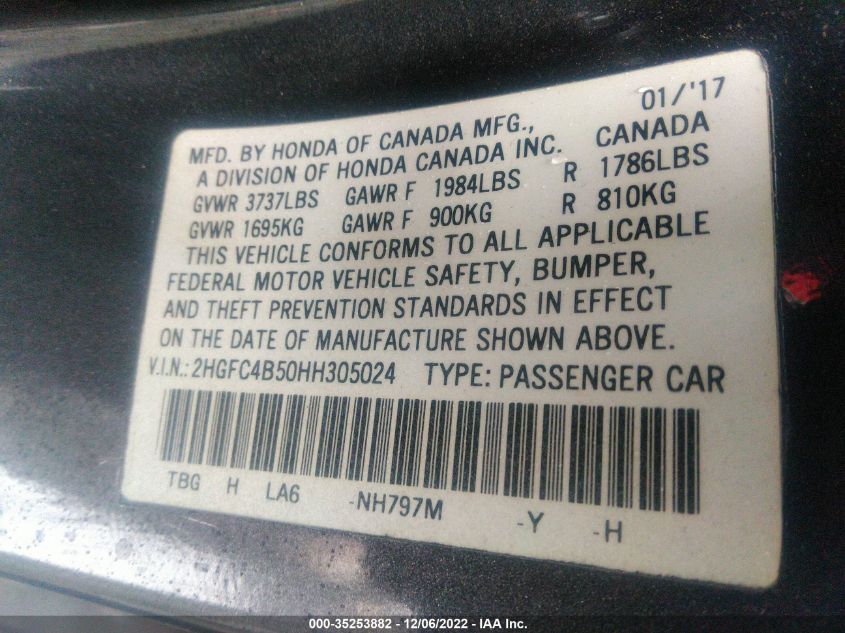 01/'17
MFD. BY HONDA OF CANADA MFG.,
A DIVISION OF HONDA CANADA INC. CANADA
GVWR 3737LBS GAWR F 1984LBS R 1786LBS
GVWR 1695KG GAWR F 900KG R 810KG
THIS VEHICLE CONFORMS TO ALL APPLICABLE
FEDERAL MOTOR VEHICLE SAFETY, BUMPER,
AND THEFT PREVENTION STANDARDS IN EFFECT
ON THE DATE OF MANUFACTURE SHOWN ABOVE.
V.I.N.: 2HGFC4B50HH305024 TYPE: PASSENGER CAR
TBG H LA6 -NH797M -Y -H
000-35253882 - 12/06/2022 - IAA Inc.